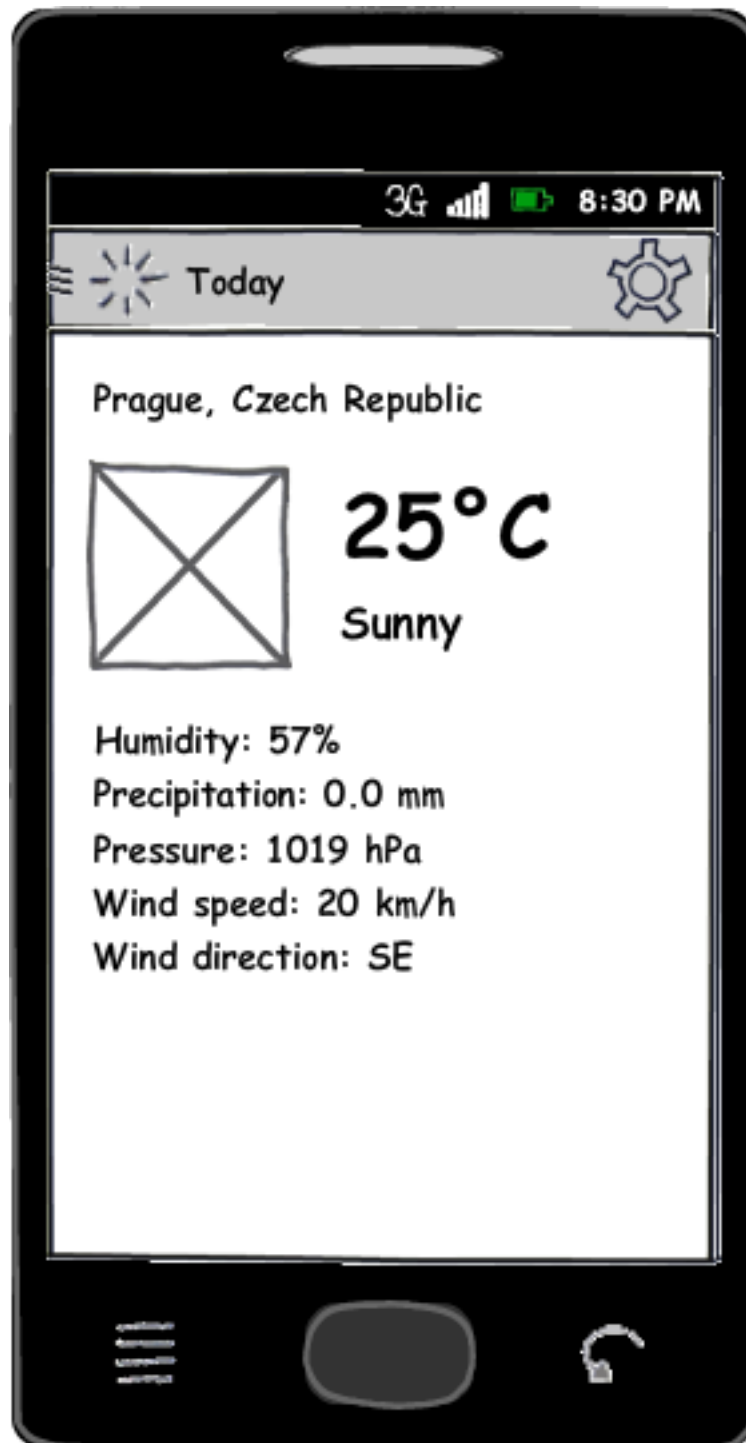 3G 8:30 PM
Today
Prague, Czech Republic
25°C
Sunny
Humidity: 57%
Precipitation: 0.0 mm
Pressure: 1019 hPa
Wind speed: 20 km/h
Wind direction: SE